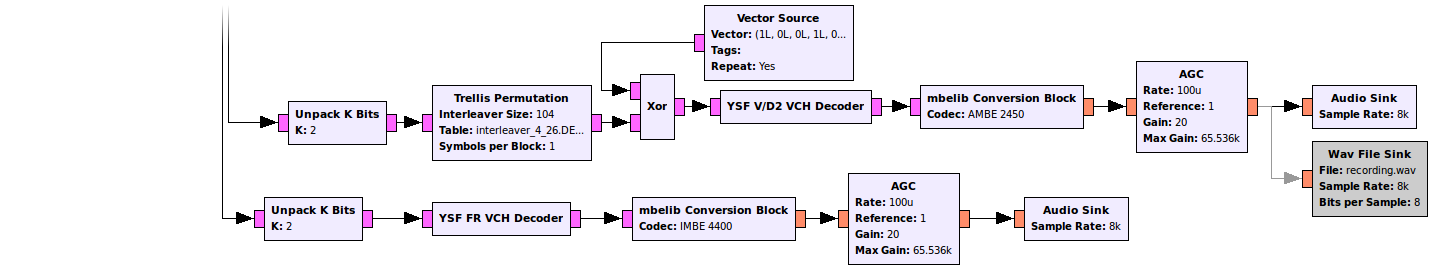 Vector Source
Vector: (1L, 0L, 0L, 1L, 0...
Tags:
Repeat: Yes
Unpack K Bits
K: 2
Trellis Permutation
Interleaver Size: 104
Table: interleaver_4_26.DE...
Symbols per Block: 1
Xor
YSF V/D2 VCH Decoder
mbelib Conversion Block
Codec: AMBE 2450
AGC
Rate: 100u
Reference: 1
Gain: 20
Max Gain: 65.536k
Audio Sink
Sample Rate: 8k
Wav File Sink
File: recording.wav
Sample Rate: 8k
Bits per Sample: 8
Unpack K Bits
K: 2
YSF FR VCH Decoder
mbelib Conversion Block
Codec: IMBE 4400
AGC
Rate: 100u
Reference: 1
Gain: 20
Max Gain: 65.536k
Audio Sink
Sample Rate: 8k